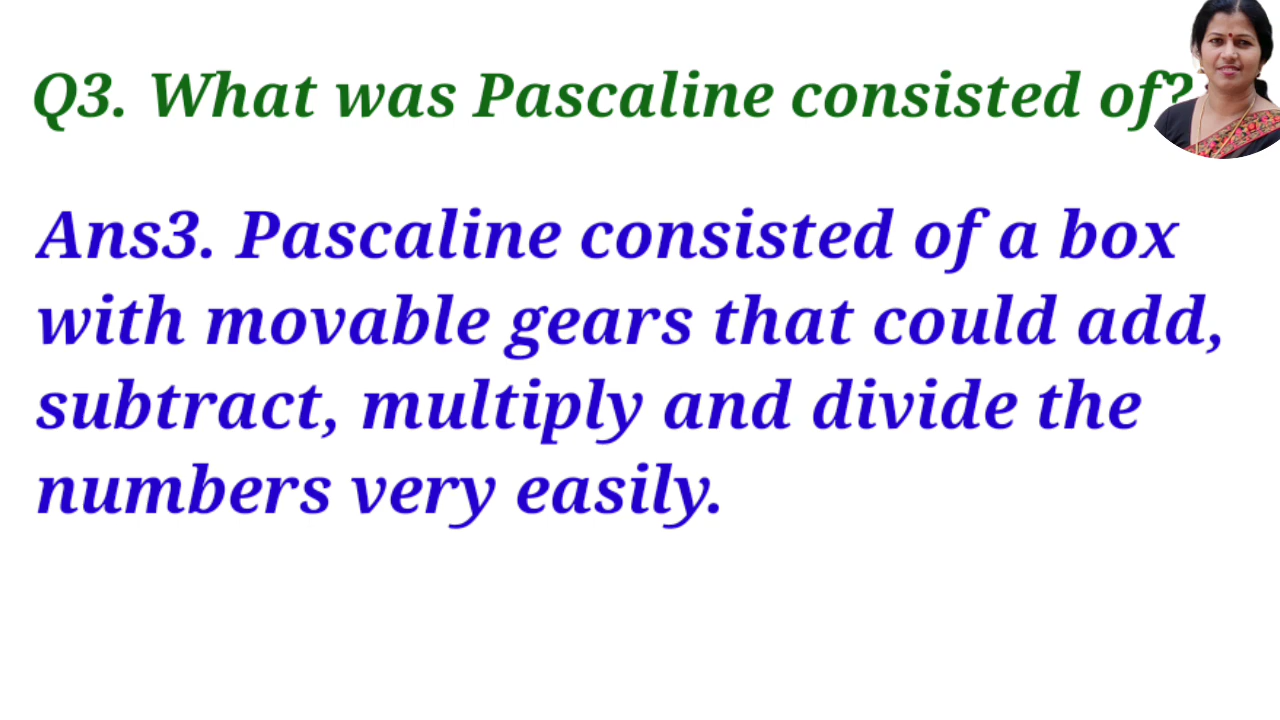 Q3. What was Pascaline consisted of?
Ans3. Pascaline consisted of a box
with movable gears that could add,
subtract, multiply and divide the
numbers very easily.